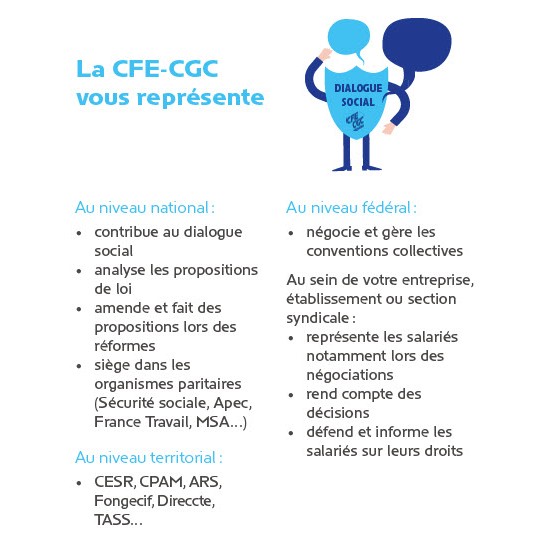 La CFE-CGC
vous représente
DIALOGUE
SOCIAL
CFE
CGC
Au niveau national :
• contribue au dialogue
social
• analyse les propositions
de loi
• amende et fait des
propositions lors des
réformes
• siège dans les
organismes paritaires
(Sécurité sociale, Apec,
France Travail, MSA...)
Au niveau territorial :
• CESR, CPAM, ARS,
Fongecif, Direccte,
TASS...
Au niveau fédéral :
• négocie et gère les
conventions collectives
Au sein de votre entreprise,
établissement ou section
syndicale :
• représente les salariés
notamment lors des
négociations
• rend compte des
décisions
• défend et informe les
salariés sur leurs droits